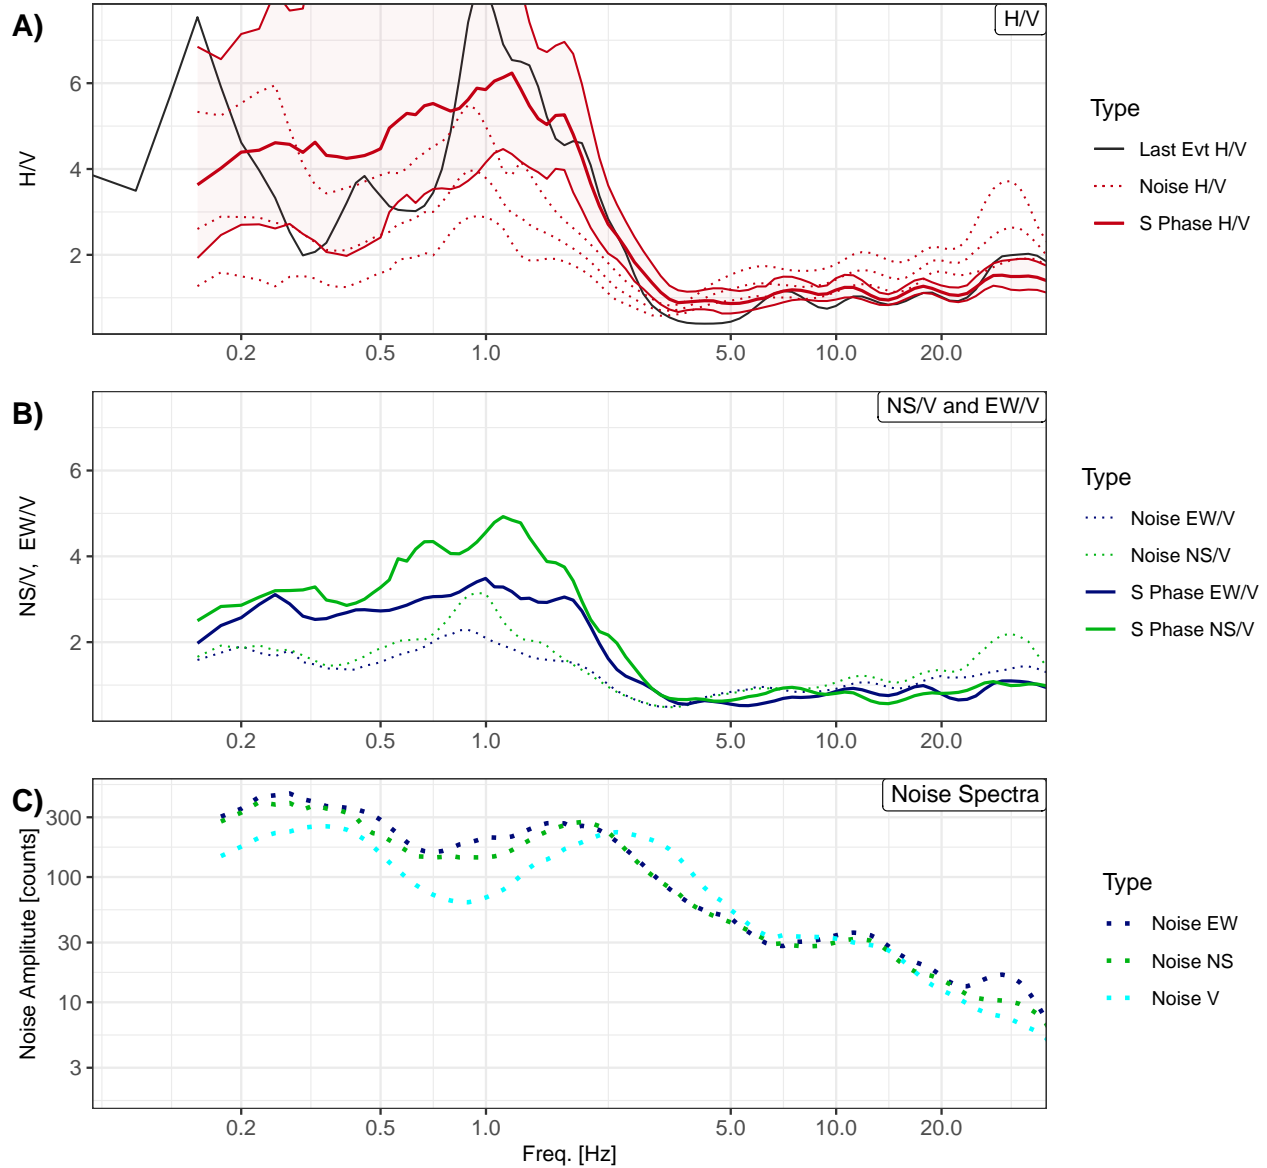 A)
H/V
6
4
2
H/V
0.2 0.5 1.0 5.0 10.0 20.0
Type
Last Evt H/V
Noise H/V
S Phase H/V
B)
NS/V and EW/V
6
4
2
NS/V, EW/V
0.2 0.5 1.0 5.0 10.0 20.0
Type
Noise EW/V
Noise NS/V
S Phase EW/V
S Phase NS/V
C)
Noise Spectra
300
100
30
10
3
Noise Amplitute [counts]
0.2 0.5 1.0 5.0 10.0 20.0
Freq. [Hz]
Type
Noise EW
Noise NS
Noise V